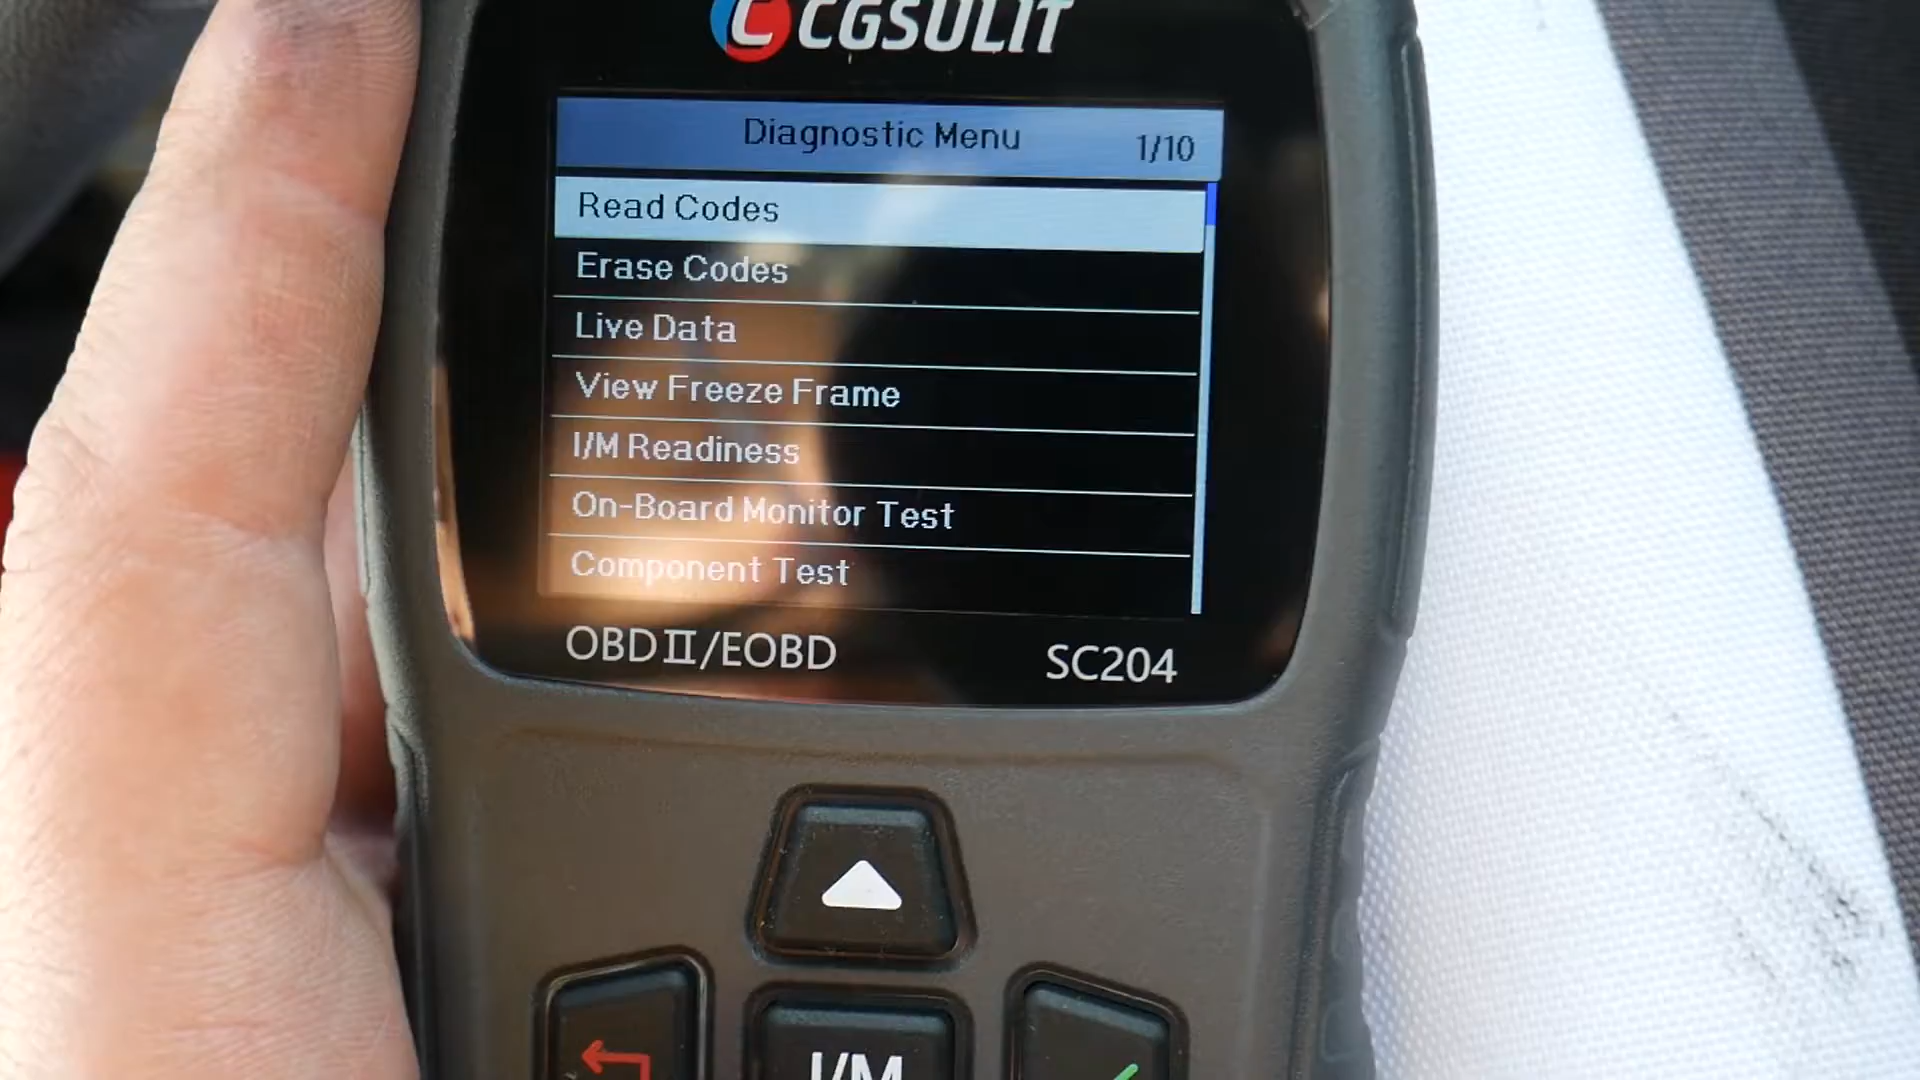 CGSULIT
Diagnostic Menu 1/10
Read Codes
Erase Codes
Live Data
View Freeze Frame
I/M Readiness
On-Board Monitor Test
Component Test
OBDⅡ/EOBD SC204
I/M